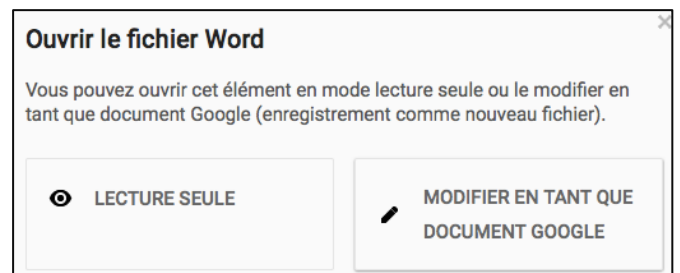 Ouvrir le fichier Word
Vous pouvez ouvrir cet élément en mode lecture seule ou le modifier en
tant que document Google (enregistrement comme nouveau fichier).
LECTURE SEULE
MODIFIER EN TANT QUE
DOCUMENT GOOGLE